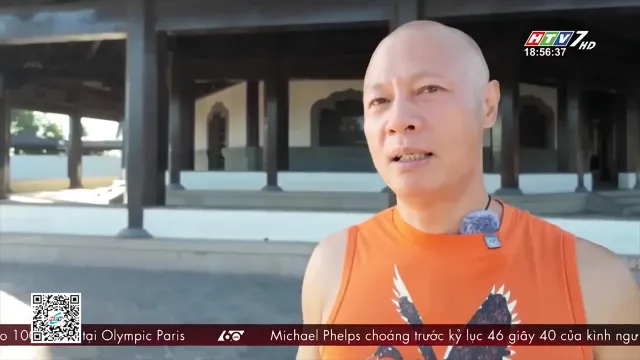 HTV7 HD
18:56:37
o 10 tại Olympic Paris Michael Phelps choáng trước kỷ lục 46 giây 40 của kình ngư